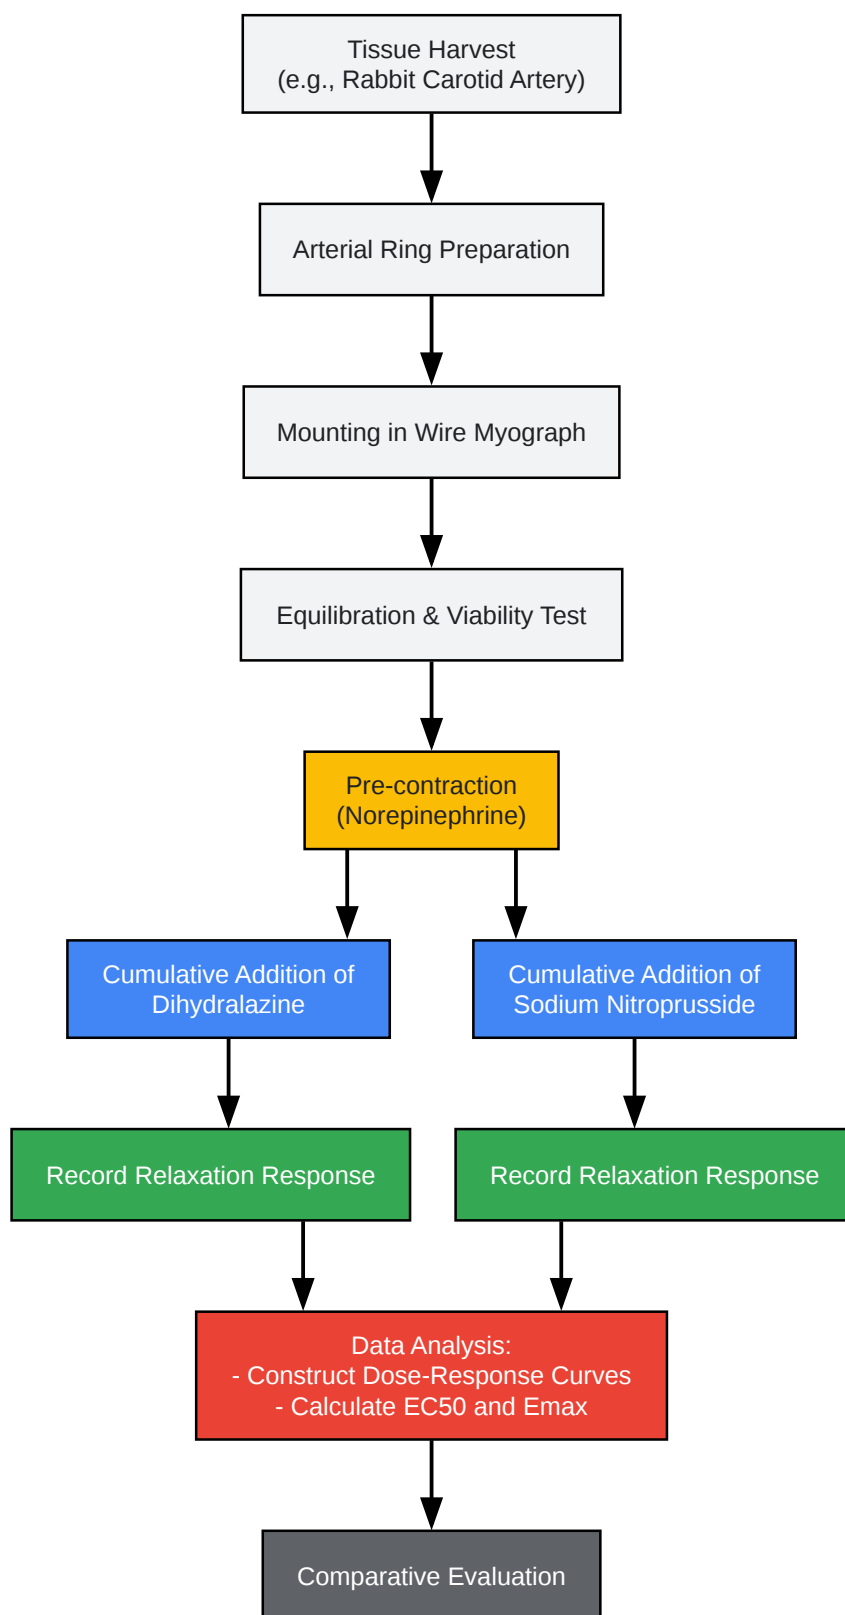 Tissue Harvest
(e.g., Rabbit Carotid Artery)
Arterial Ring Preparation
Mounting in Wire Myograph
Equilibration & Viability Test
Pre-contraction
(Norepinephrine)
Cumulative Addition of
Dihydralazine
Cumulative Addition of
Sodium Nitroprusside
Record Relaxation Response
Record Relaxation Response
Data Analysis:
- Construct Dose-Response Curves
- Calculate EC50 and Emax
Comparative Evaluation